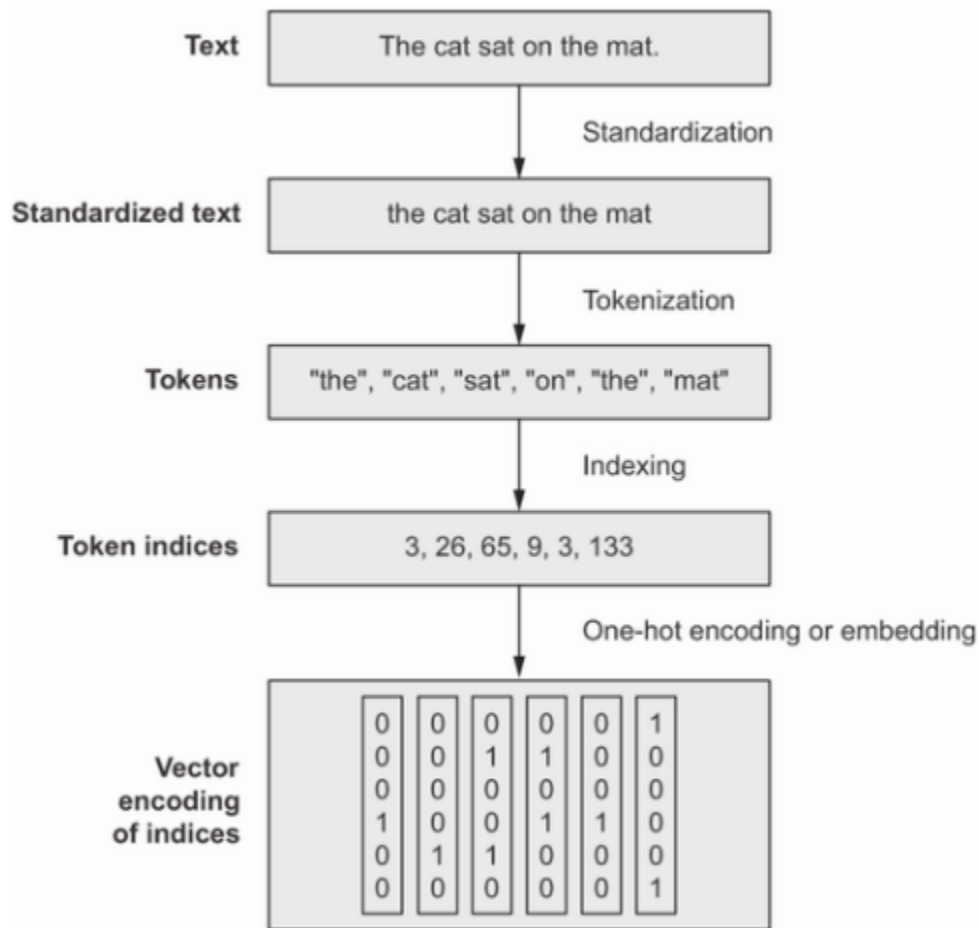 Text
The cat sat on the mat.
Standardization
Standardized text
the cat sat on the mat
Tokenization
Tokens
"the", "cat", "sat", "on", "the", "mat"
Indexing
Token indices
3, 26, 65, 9, 3, 133
One-hot encoding or embedding
Vector
encoding
of indices
0 0 0 0 0 1
0 0 1 1 0 0
0 0 0 0 0 0
1 0 0 1 1 0
0 1 1 0 0 0
0 0 0 0 0 1